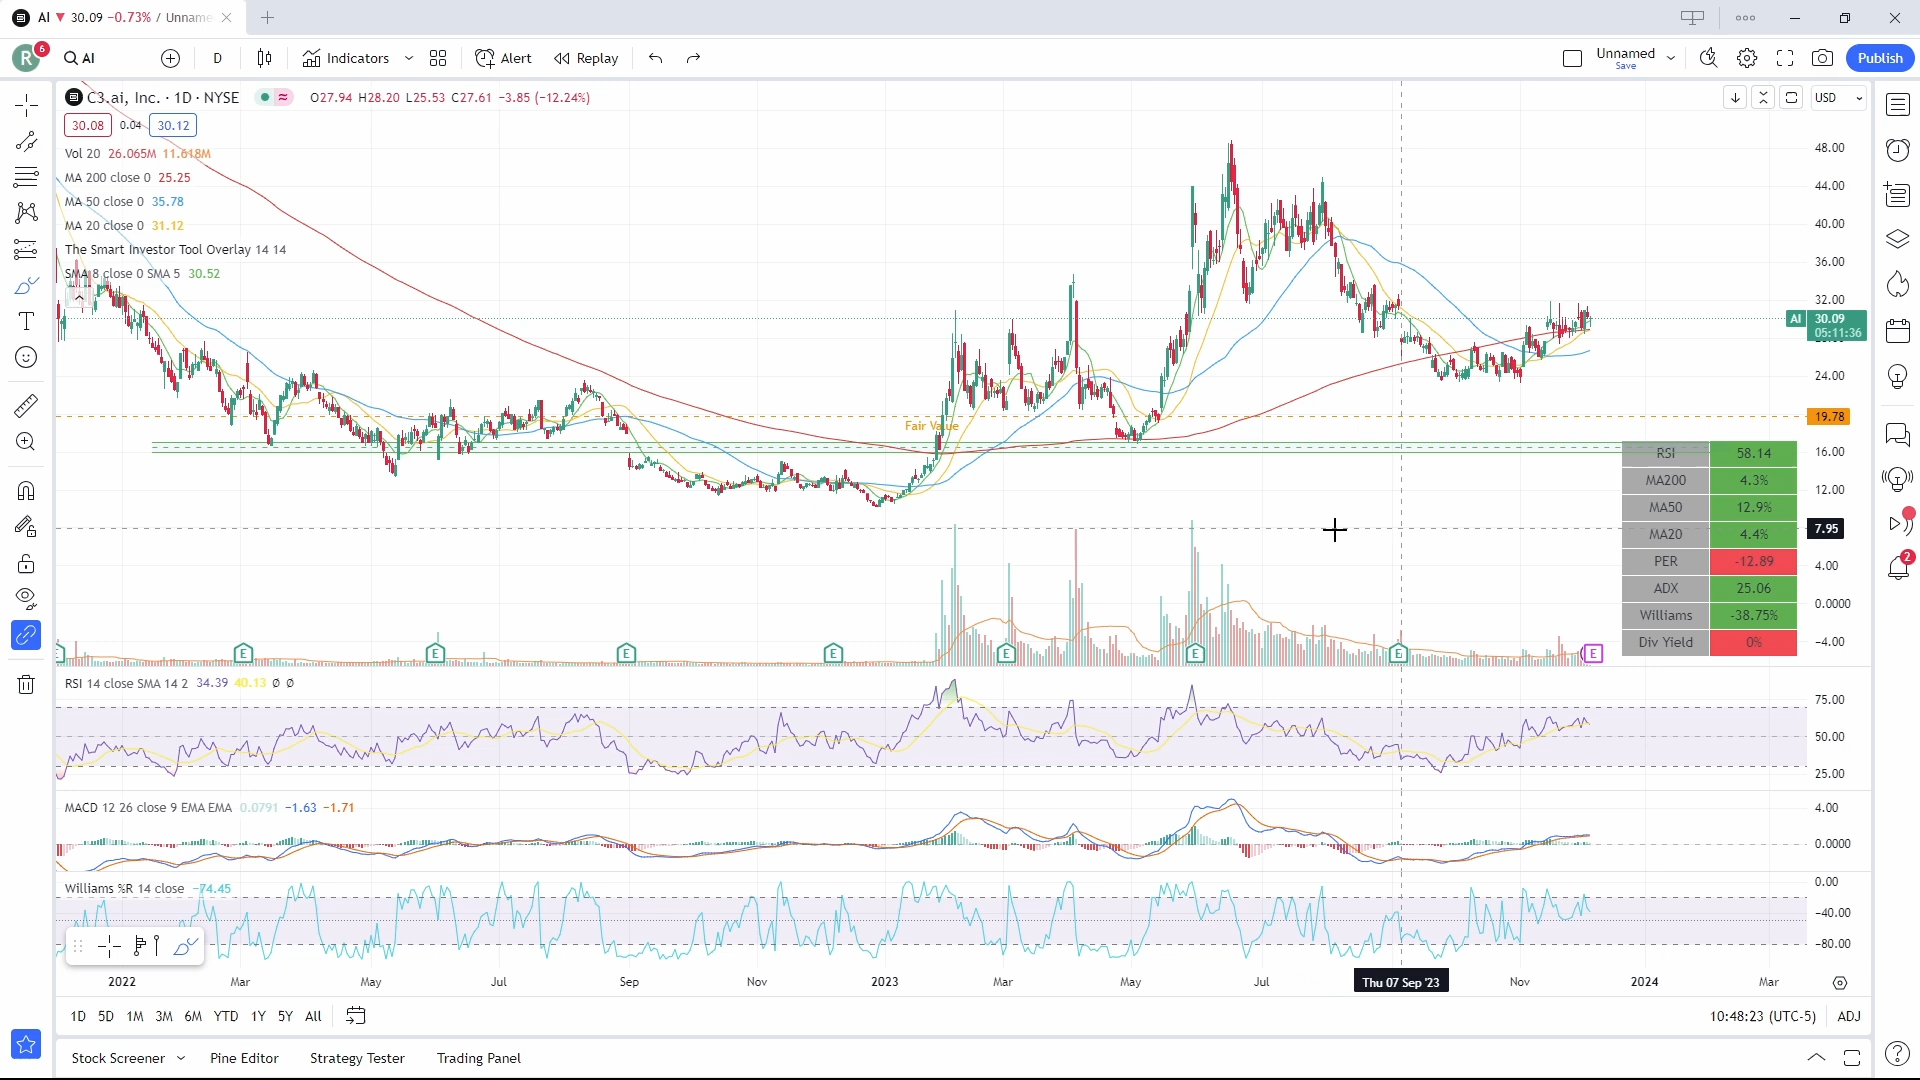 AI ▼ 30.09 −0.73% / Unname
R 6 AI D Indicators Alert Replay Unnamed Save Publish
C3.ai, Inc. · 1D · NYSE O27.94 H28.20 L25.53 C27.61 −3.85 (−12.24%) USD
30.08 0.04 30.12
Vol 20 26.065M 11.618M
MA 200 close 0 25.25
MA 50 close 0 35.78
MA 20 close 0 31.12
The Smart Investor Tool Overlay 14 14
SMA 8 close 0 SMA 5 30.52
48.00
44.00
40.00
36.00
32.00
AI 30.09
05:11:36
24.00
19.78
Fair Value
16.00
12.00
7.95
4.00
0.0000
−4.00
RSI 58.14
MA200 4.3%
MA50 12.9%
MA20 4.4%
PER -12.89
ADX 25.06
Williams -38.75%
Div Yield 0%
E E E E E E E E E
RSI 14 close SMA 14 2 34.39 40.13 Ø Ø
75.00
50.00
25.00
MACD 12 26 close 9 EMA EMA 0.0791 −1.63 −1.71
4.00
0.0000
Williams %R 14 close −74.45
0.00
−40.00
−80.00
2022 Mar May Jul Sep Nov 2023 Mar May Jul Thu 07 Sep '23 Nov 2024 Mar
1D 5D 1M 3M 6M YTD 1Y 5Y All 10:48:23 (UTC-5) ADJ
Stock Screener Pine Editor Strategy Tester Trading Panel
2